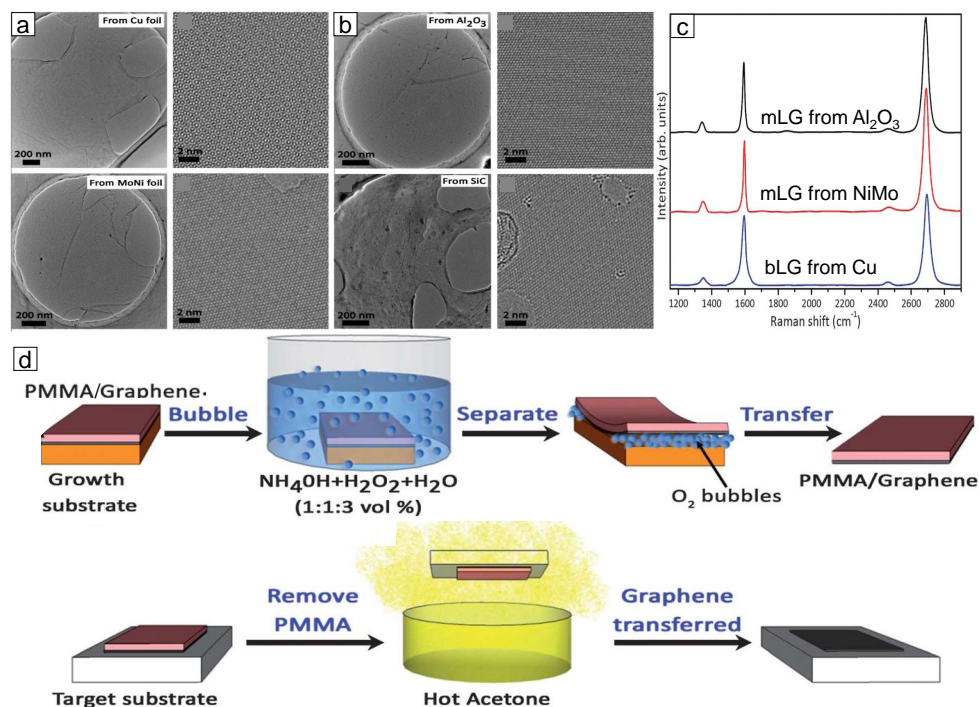 a
From Cu foil
200 nm
2 nm
From MoNi foil
200 nm
2 nm
b
From Al₂O₃
200 nm
2 nm
From SiC
200 nm
2 nm
c
Intensity (arb. units)
mLG from Al₂O₃
mLG from NiMo
bLG from Cu
1200 1400 1600 1800 2000 2200 2400 2600 2800
Raman shift (cm⁻¹)
d
PMMA/Graphene
Growth
substrate
Bubble
NH₄0H+H₂O₂+H₂O
(1:1:3 vol %)
Separate
O₂ bubbles
Transfer
PMMA/Graphene
Target substrate
Remove
PMMA
Hot Acetone
Graphene
transferred